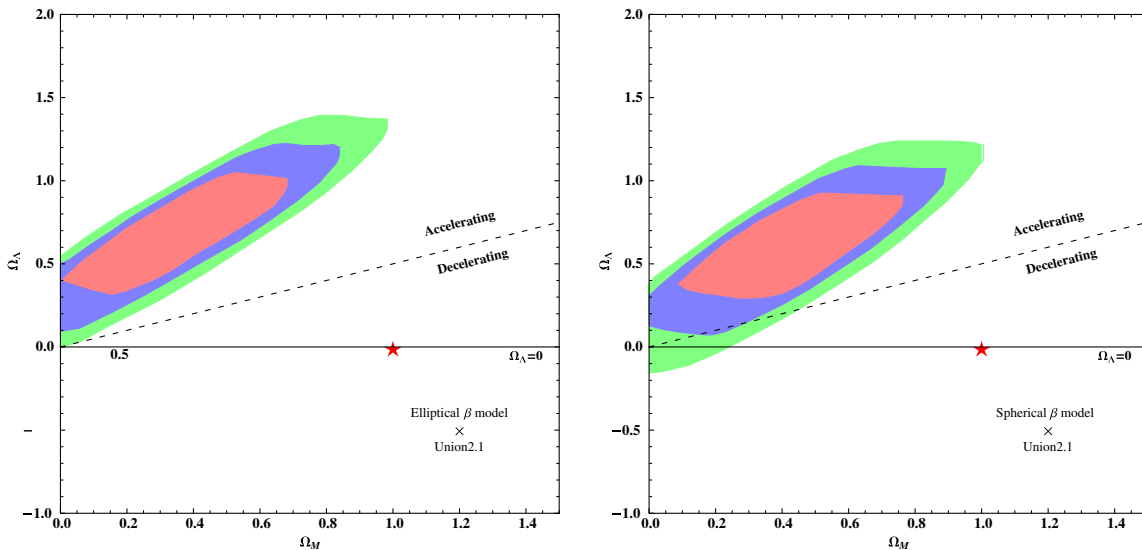 2.0
1.5
1.0
0.5
0.0
−
−1.0
Ω_Λ
Accelerating
Decelerating
0.5
Ω_Λ=0
Elliptical β model
×
Union2.1
0.0 0.2 0.4 0.6 0.8 1.0 1.2 1.4
Ω_M
2.0
1.5
1.0
0.5
0.0
−0.5
−1.0
Ω_Λ
Accelerating
Decelerating
Ω_Λ=0
Spherical β model
×
Union2.1
0.0 0.2 0.4 0.6 0.8 1.0 1.2 1.4
Ω_M